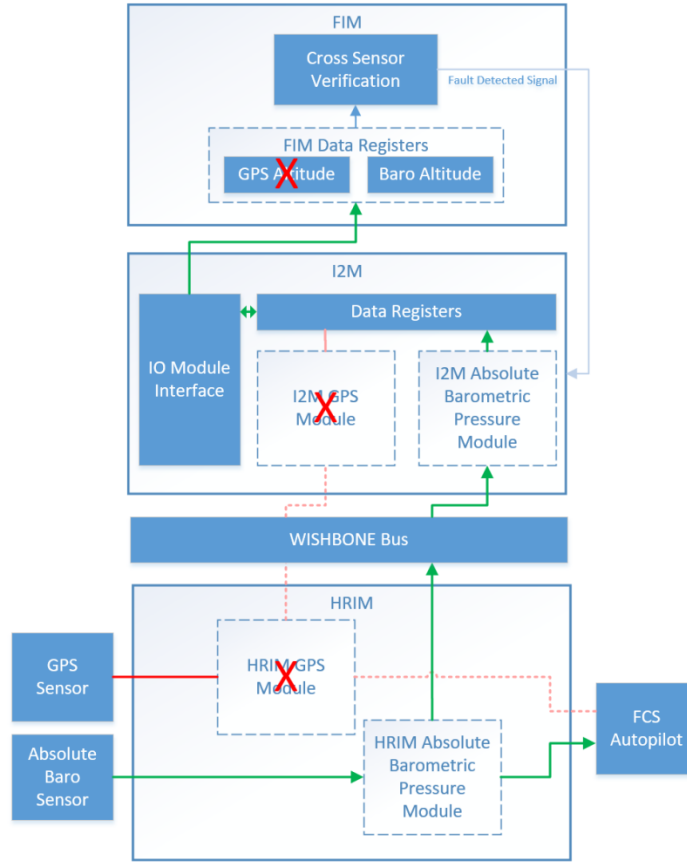 FIM
Cross Sensor
Verification
Fault Detected Signal
FIM Data Registers
GPS Altitude
Baro Altitude
I2M
Data Registers
IO Module
Interface
I2M GPS
Module
I2M Absolute
Barometric
Pressure
Module
WISHBONE Bus
HRIM
GPS
Sensor
HRIM GPS
Module
FCS
Autopilot
Absolute
Baro
Sensor
HRIM Absolute
Barometric
Pressure
Module